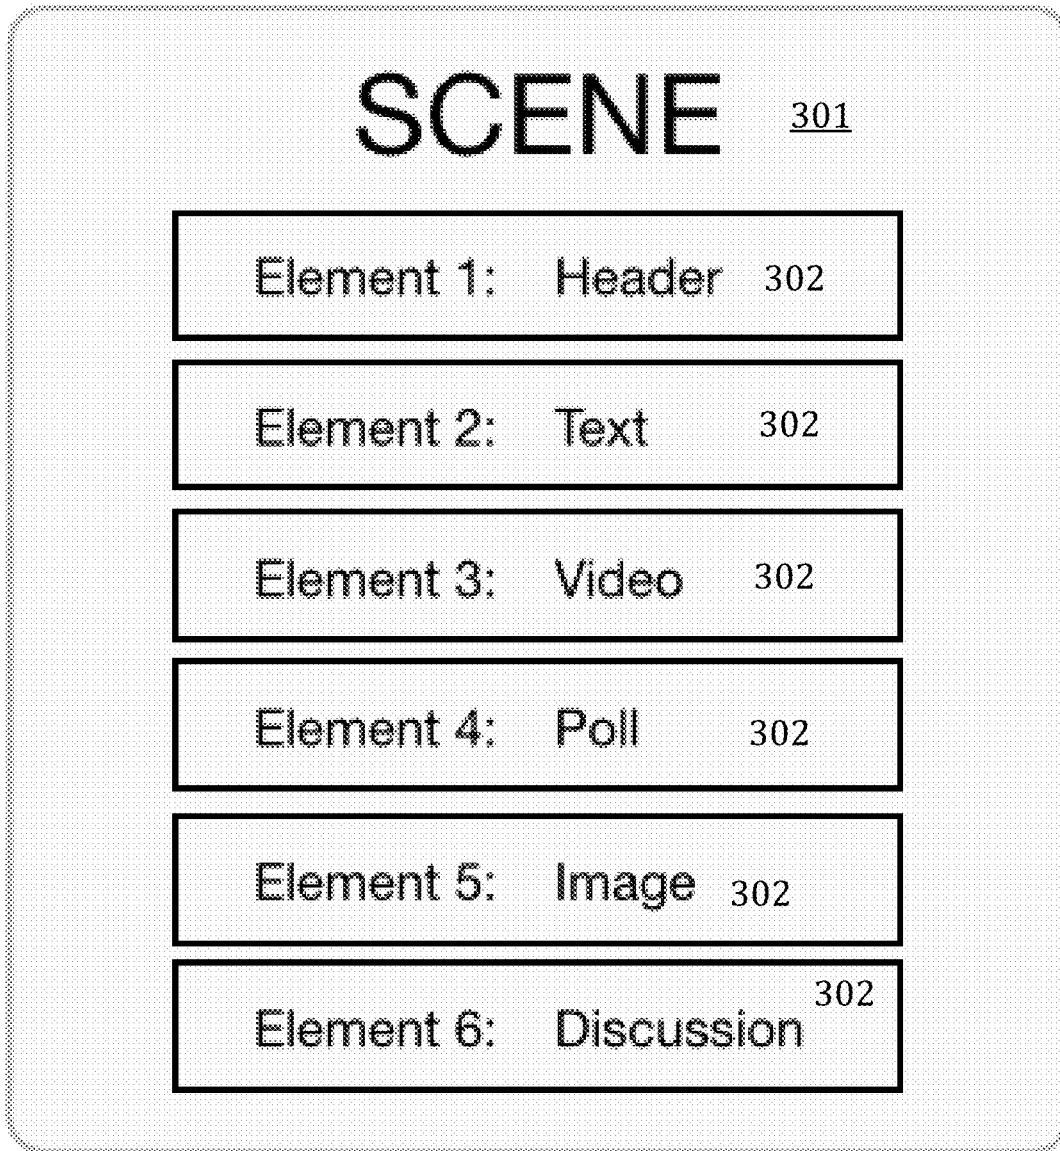 SCENE 301
Element 1: Header 302
Element 2: Text 302
Element 3: Video 302
Element 4: Poll 302
Element 5: Image 302
Element 6: Discussion 302